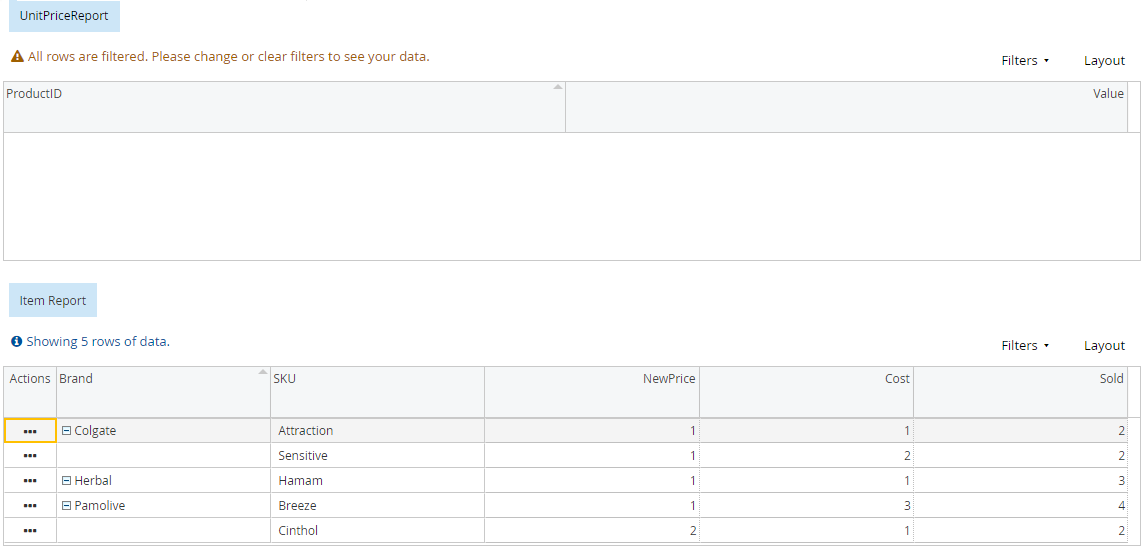 UnitPriceReport
All rows are filtered. Please change or clear filters to see your data.
Filters Layout
ProductID Value
Item Report
Showing 5 rows of data.
Filters Layout
Actions Brand SKU NewPrice Cost Sold
••• Colgate Attraction 1 1 2
••• Sensitive 1 2 2
••• Herbal Hamam 1 1 3
••• Pamolive Breeze 1 3 4
••• Cinthol 2 1 2